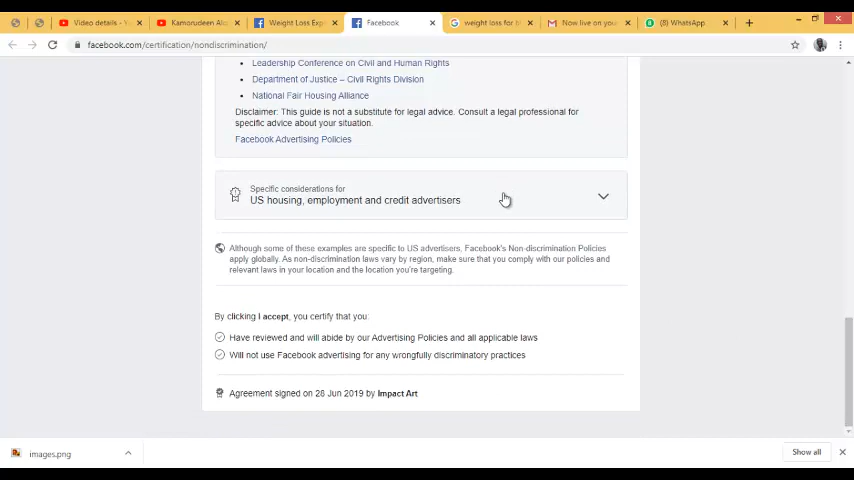 Video details - Yo
Kamorudeen Alia
Weight Loss Exp
Facebook
weight loss for b
Now live on your
(8) WhatsApp
facebook.com/certification/nondiscrimination/
Leadership Conference on Civil and Human Rights
Department of Justice – Civil Rights Division
National Fair Housing Alliance
Disclaimer: This guide is not a substitute for legal advice. Consult a legal professional for
specific advice about your situation.
Facebook Advertising Policies
Specific considerations for
US housing, employment and credit advertisers
Although some of these examples are specific to US advertisers, Facebook's Non-discrimination Policies
apply globally. As non-discrimination laws vary by region, make sure that you comply with our policies and
relevant laws in your location and the location you're targeting.
By clicking I accept, you certify that you:
Have reviewed and will abide by our Advertising Policies and all applicable laws
Will not use Facebook advertising for any wrongfully discriminatory practices
Agreement signed on 28 Jun 2019 by Impact Art
images.png
Show all